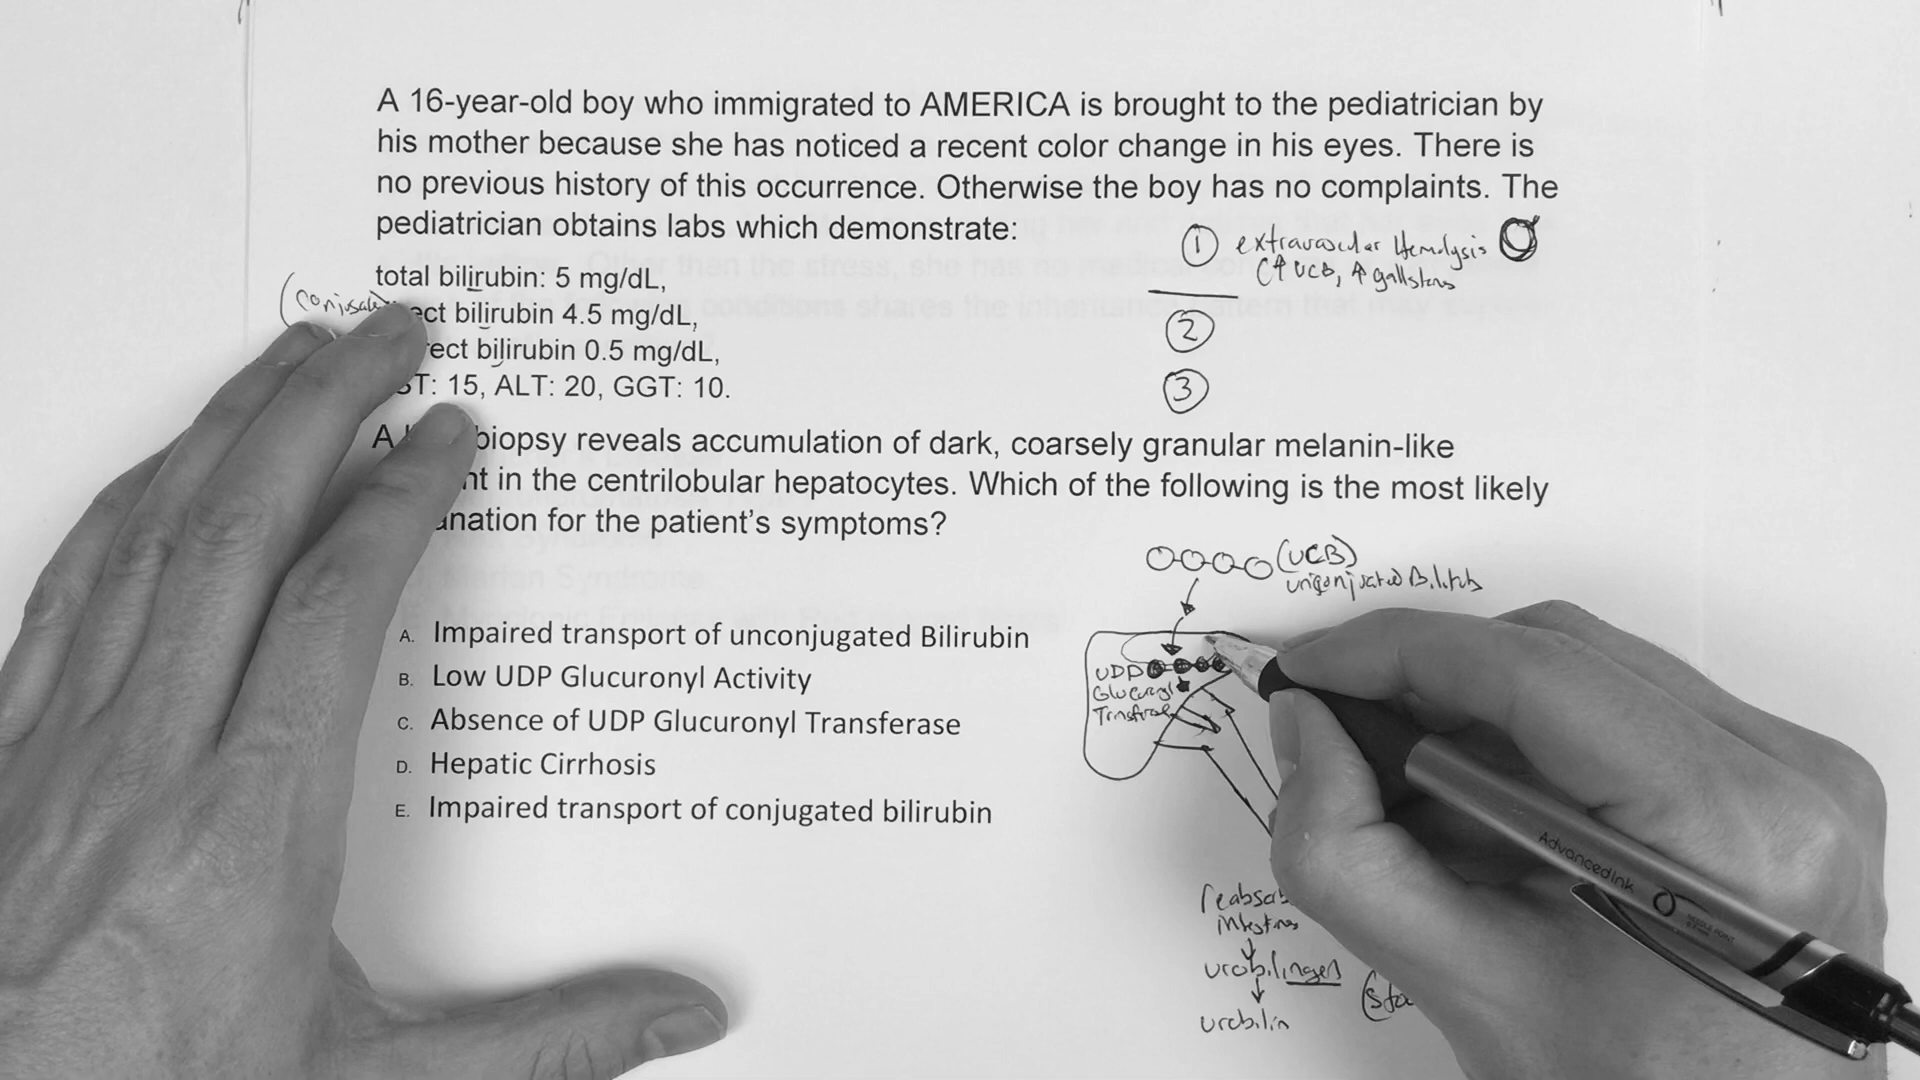 A 16-year-old boy who immigrated to AMERICA is brought to the pediatrician by
his mother because she has noticed a recent color change in his eyes. There is
no previous history of this occurrence. Otherwise the boy has no complaints. The
pediatrician obtains labs which demonstrate:
① extravascular Hemolysis
(↑ UCB, ↑ gallstens
total bilirubin: 5 mg/dL,
ect bilirubin 4.5 mg/dL,
②
rect bilirubin 0.5 mg/dL,
ST: 15, ALT: 20, GGT: 10.
③
A biopsy reveals accumulation of dark, coarsely granular melanin-like
nt in the centrilobular hepatocytes. Which of the following is the most likely
anation for the patient's symptoms?
(UCB)
A. Impaired transport of unconjugated Bilirubin
B. Low UDP Glucuronyl Activity
C. Absence of UDP Glucuronyl Transferase
D. Hepatic Cirrhosis
E. Impaired transport of conjugated bilirubin
UDP
AdvancedInk
intestines
urobilinogen
urobilin